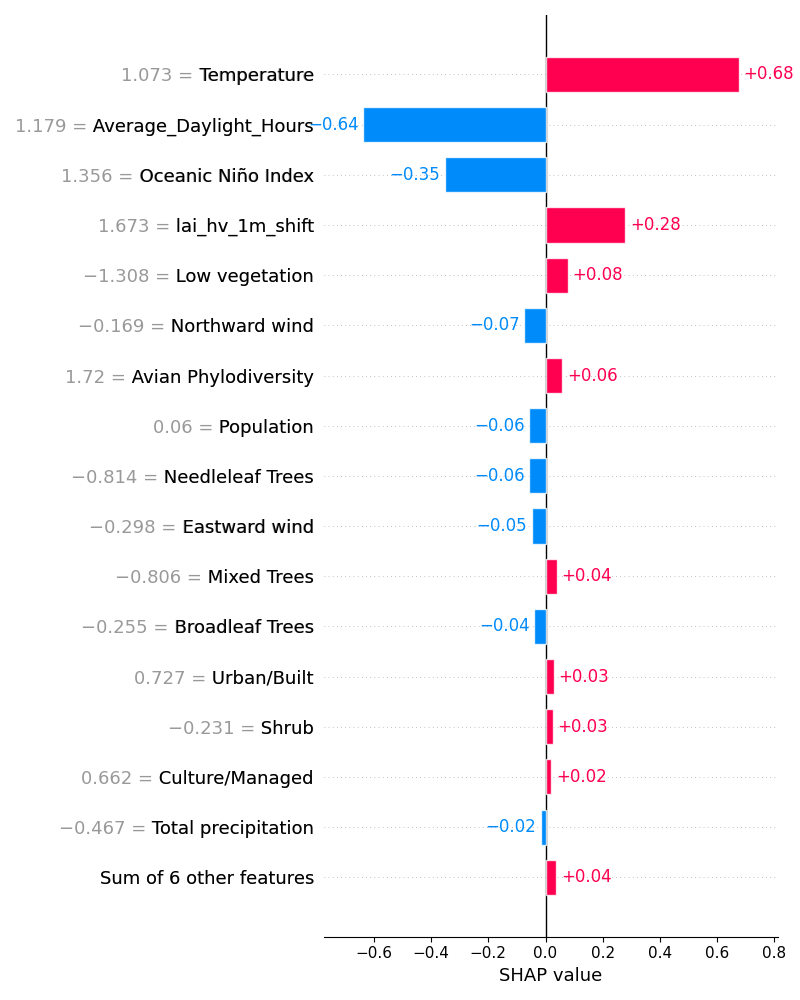 1.073 = Temperature +0.68
1.179 = Average_Daylight_Hours −0.64
1.356 = Oceanic Niño Index −0.35
1.673 = lai_hv_1m_shift +0.28
−1.308 = Low vegetation +0.08
−0.169 = Northward wind −0.07
1.72 = Avian Phylodiversity +0.06
0.06 = Population −0.06
−0.814 = Needleleaf Trees −0.06
−0.298 = Eastward wind −0.05
−0.806 = Mixed Trees +0.04
−0.255 = Broadleaf Trees −0.04
0.727 = Urban/Built +0.03
−0.231 = Shrub +0.03
0.662 = Culture/Managed +0.02
−0.467 = Total precipitation −0.02
Sum of 6 other features +0.04
−0.6 −0.4 −0.2 0.0 0.2 0.4 0.6 0.8
SHAP value